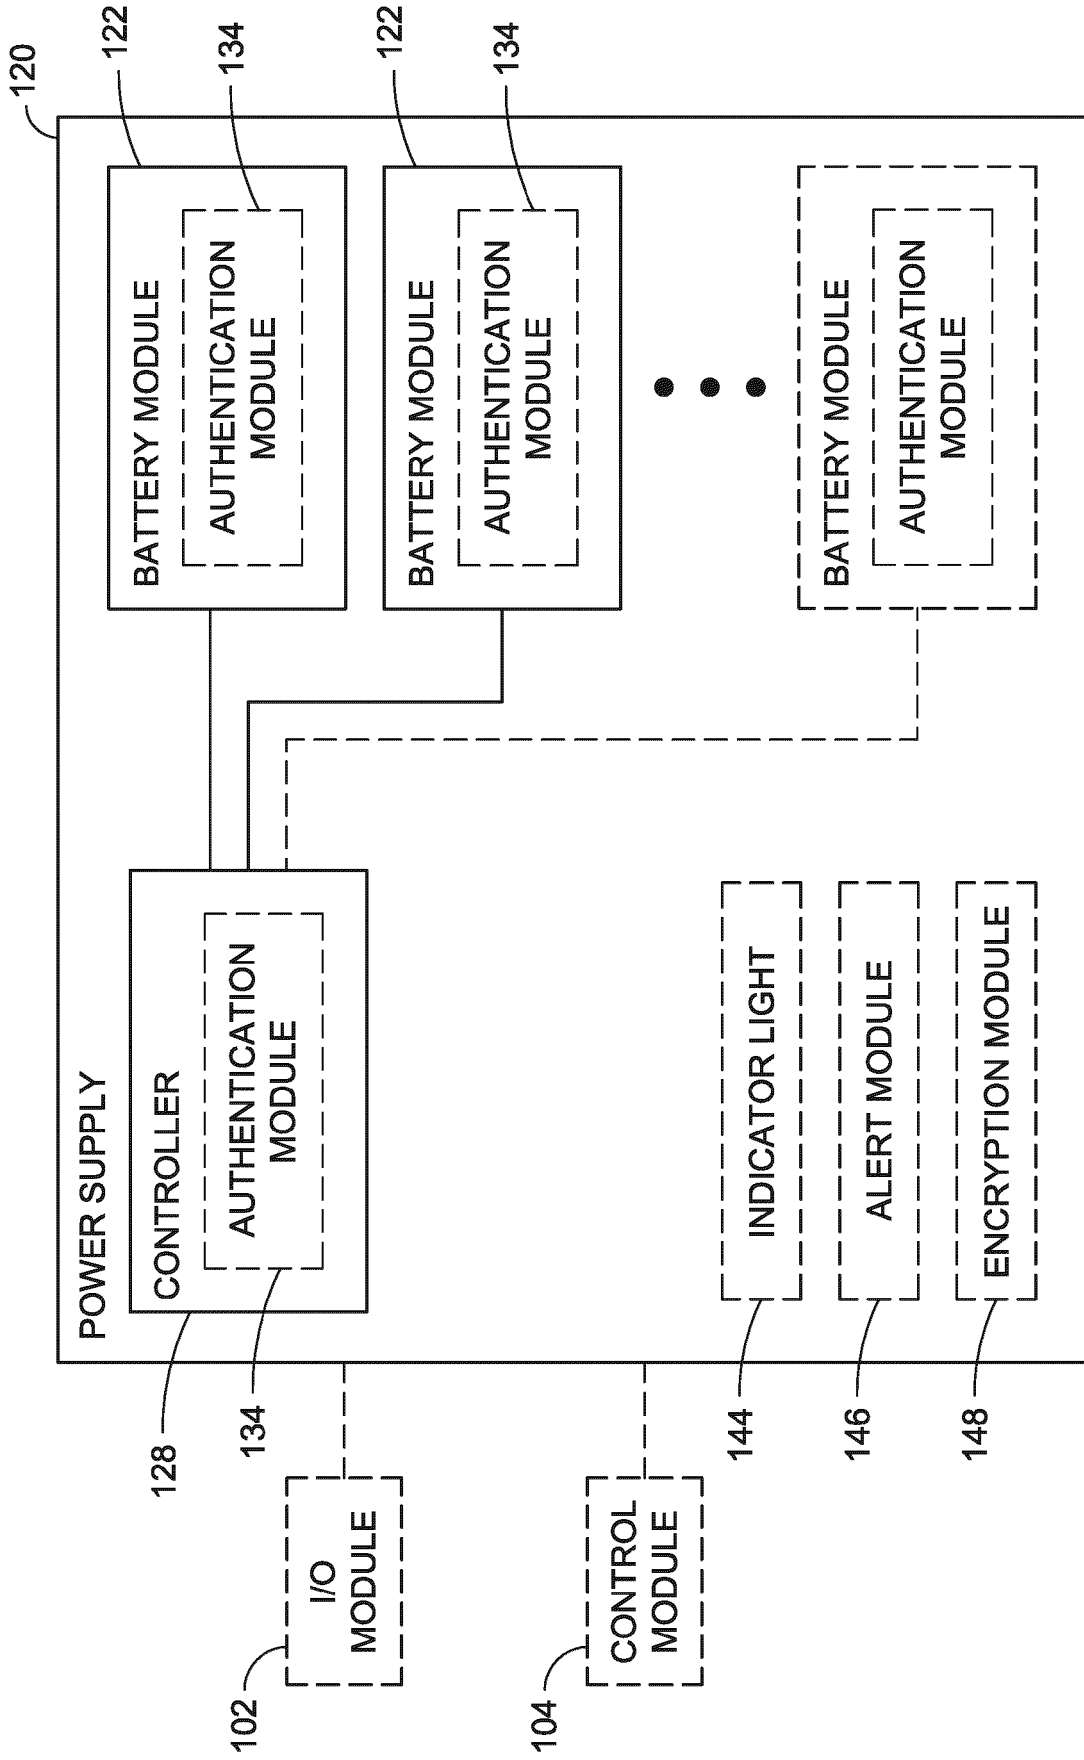 120
POWER SUPPLY
128
CONTROLLER
AUTHENTICATION
MODULE
134
122
BATTERY MODULE
AUTHENTICATION
MODULE
134
122
BATTERY MODULE
AUTHENTICATION
MODULE
134
BATTERY MODULE
AUTHENTICATION
MODULE
102
I/O
MODULE
104
CONTROL
MODULE
144
INDICATOR LIGHT
146
ALERT MODULE
148
ENCRYPTION MODULE